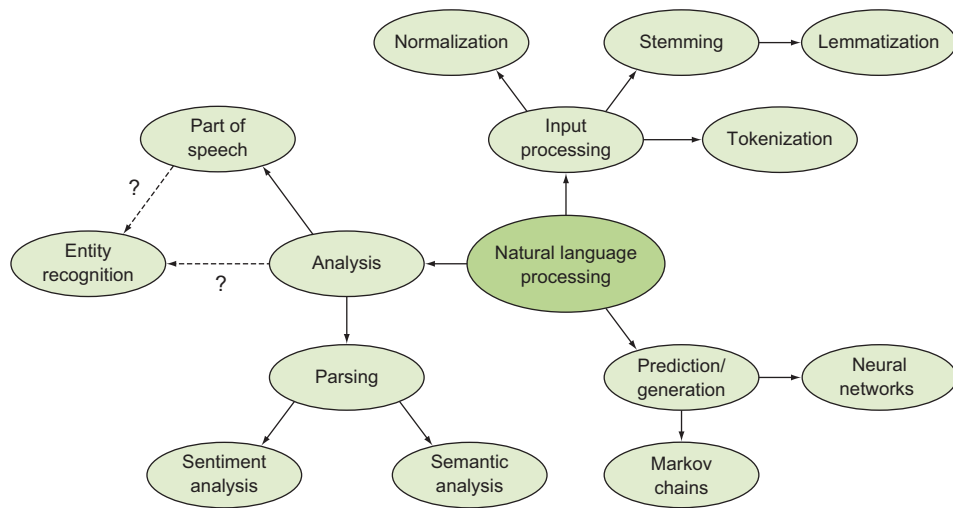 Normalization
Stemming
Lemmatization
Part of
speech
Input
processing
Tokenization
?
Entity
recognition
?
Analysis
Natural language
processing
Parsing
Prediction/
generation
Neural
networks
Sentiment
analysis
Semantic
analysis
Markov
chains